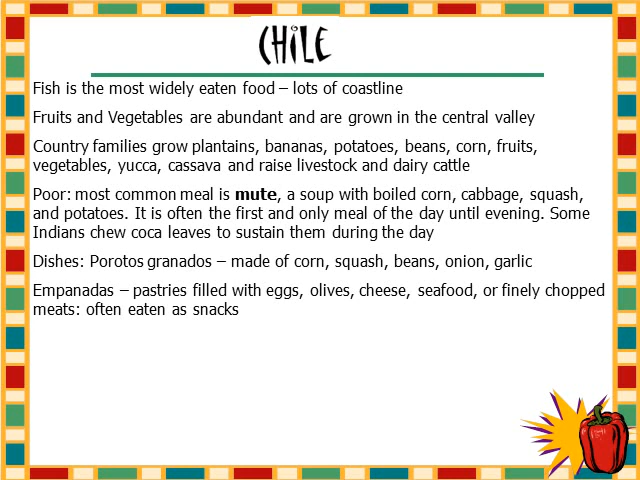 CHiLE
Fish is the most widely eaten food – lots of coastline
Fruits and Vegetables are abundant and are grown in the central valley
Country families grow plantains, bananas, potatoes, beans, corn, fruits,
vegetables, yucca, cassava and raise livestock and dairy cattle
Poor: most common meal is mute, a soup with boiled corn, cabbage, squash,
and potatoes. It is often the first and only meal of the day until evening. Some
Indians chew coca leaves to sustain them during the day
Dishes: Porotos granados – made of corn, squash, beans, onion, garlic
Empanadas – pastries filled with eggs, olives, cheese, seafood, or finely chopped
meats: often eaten as snacks